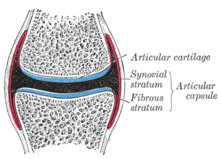 Articular cartilage
Synovial
stratum
Articular
capsule
Fibrous
stratum